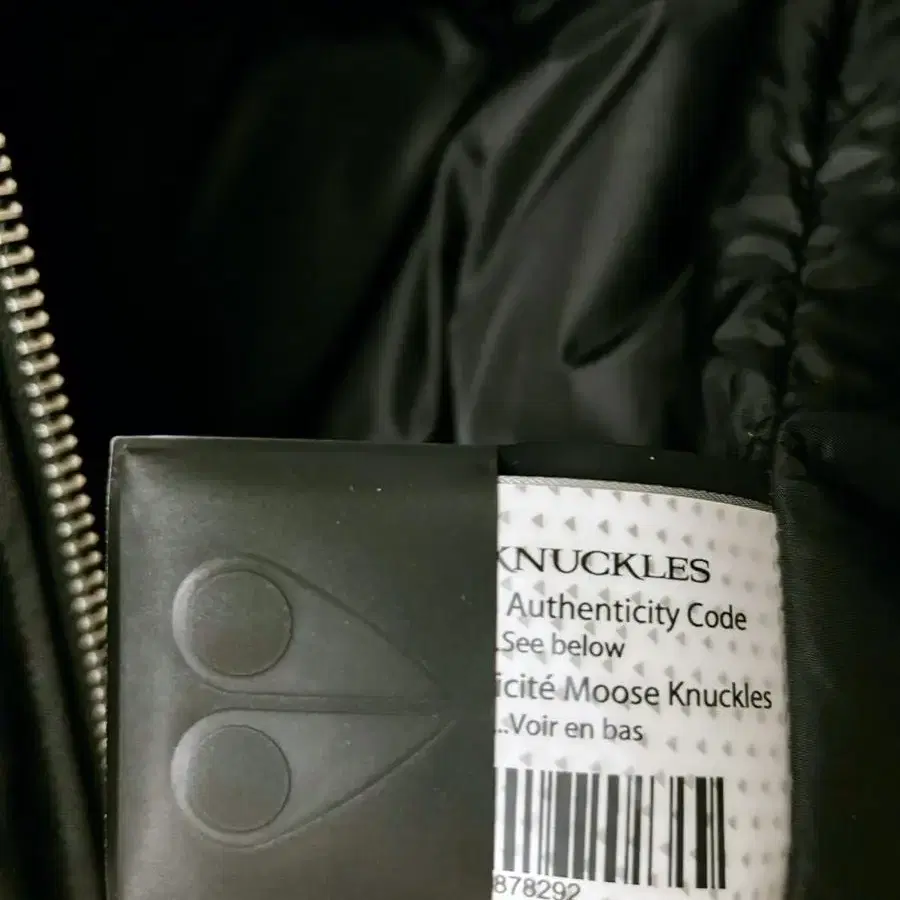 KNUCKLES
Authenticity Code
.See below
icité Moose Knuckles
...Voir en bas
878292